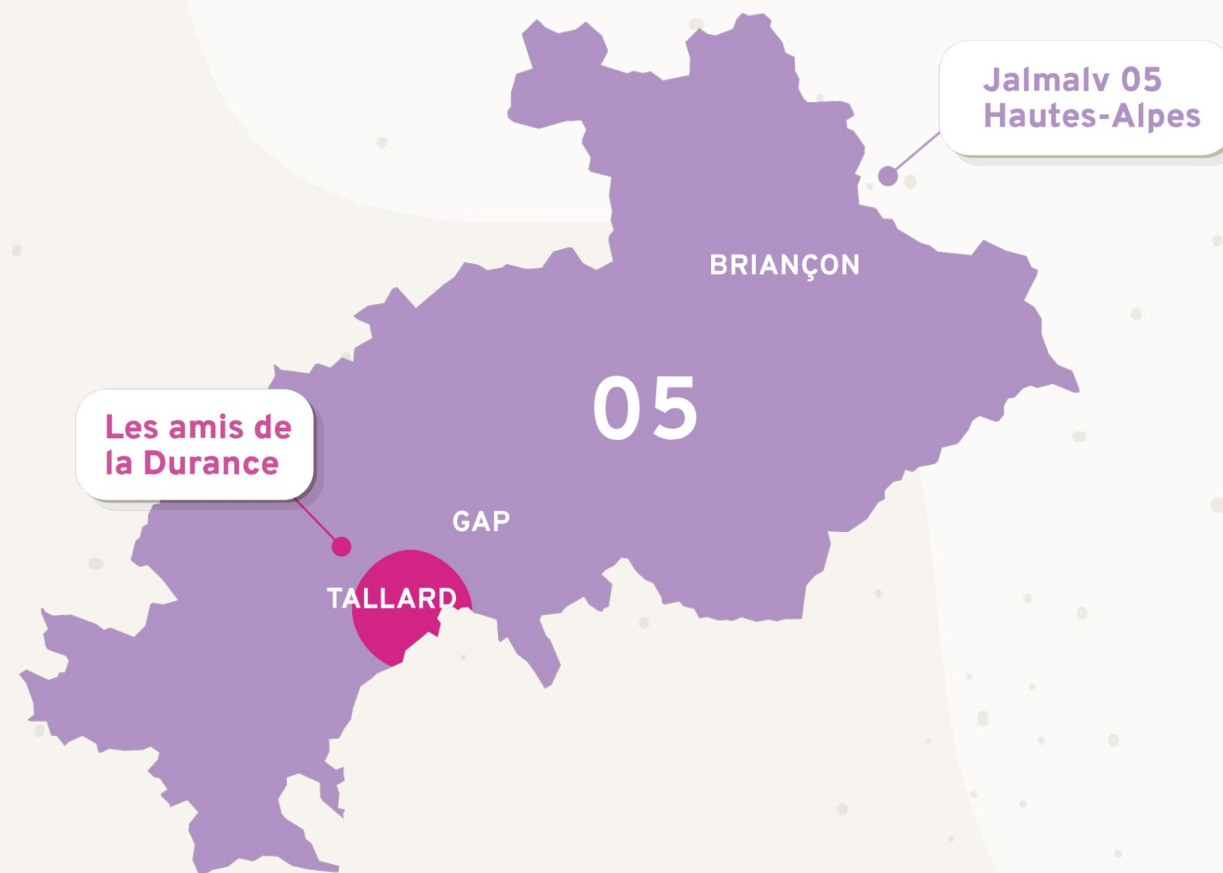 Jalmalv 05
Hautes-Alpes
BRIANÇON
05
Les amis de
la Durance
GAP
TALLARD